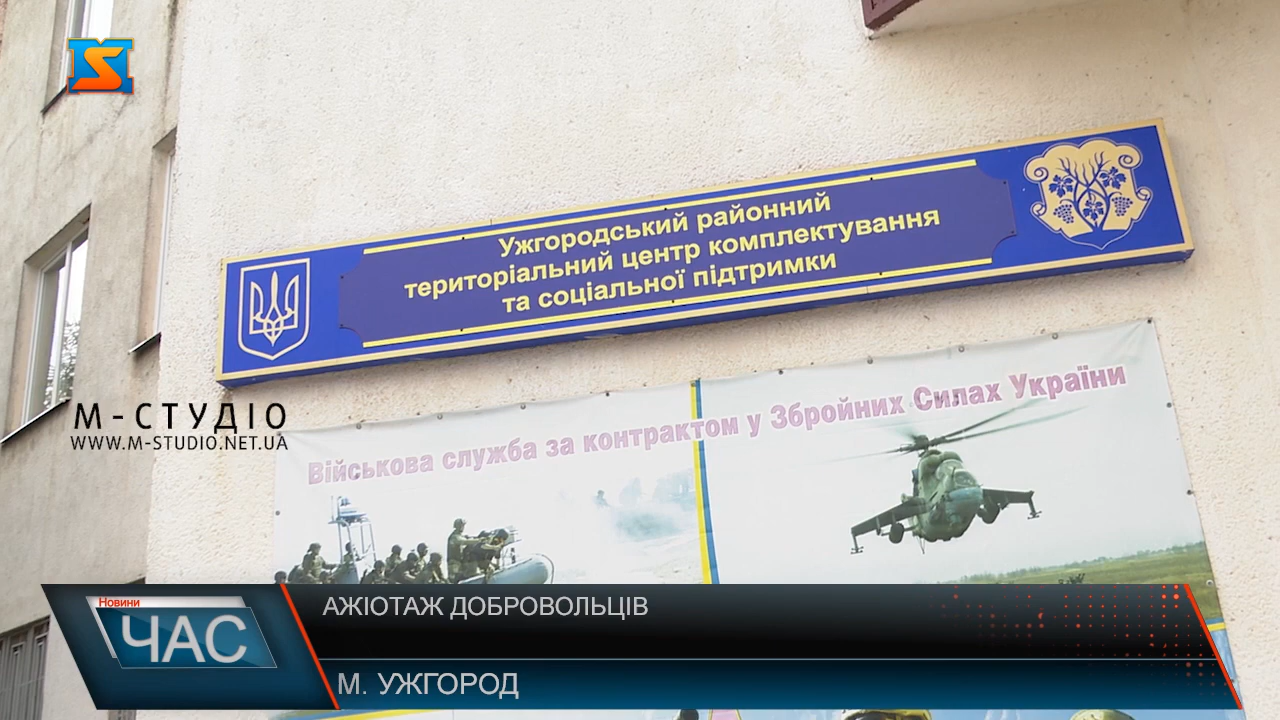 Ужгородський районний
територіальний центр комплектування
та соціальної підтримки
М-СТУДІО
WWW.M-STUDIO.NET.UA
Військова служба за контрактом у Збройних Силах України
Новини
ЧАС
АЖІОТАЖ ДОБРОВОЛЬЦІВ
М. УЖГОРОД